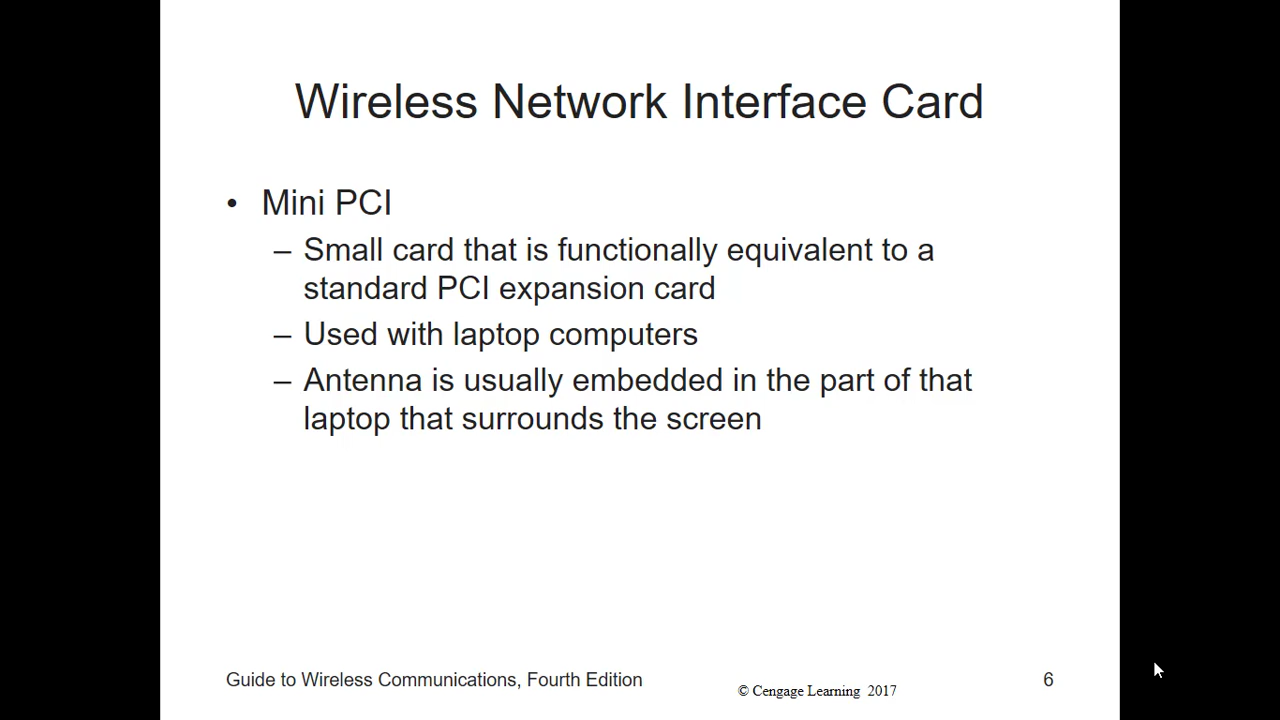 Wireless Network Interface Card
• Mini PCI
– Small card that is functionally equivalent to a
standard PCI expansion card
– Used with laptop computers
– Antenna is usually embedded in the part of that
laptop that surrounds the screen
Guide to Wireless Communications, Fourth Edition
© Cengage Learning 2017
6